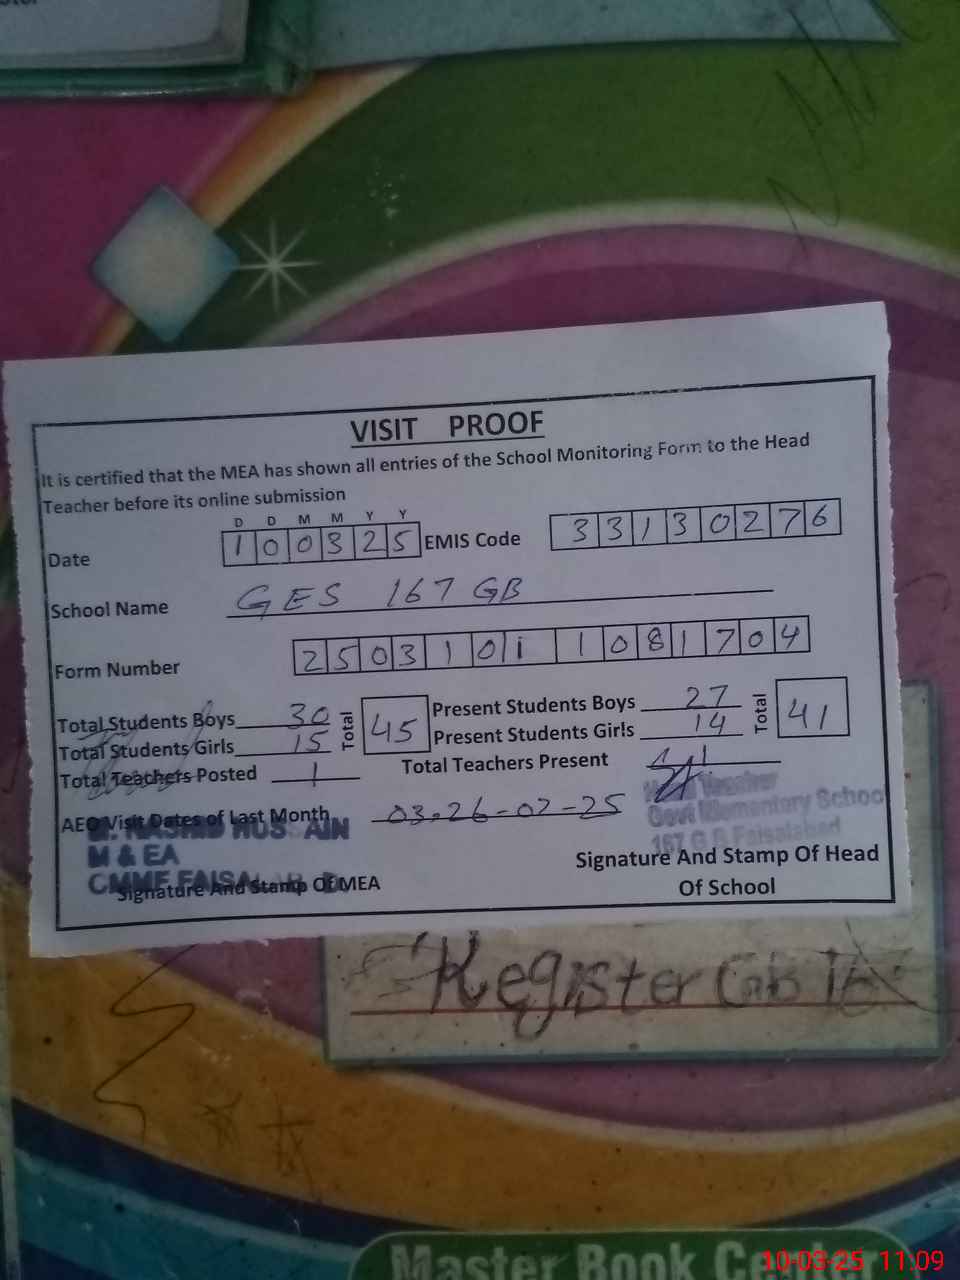 VISIT PROOF
It is certified that the MEA has shown all entries of the School Monitoring Form to the Head
Teacher before its online submission
D D M M Y Y
Date 1 0 0 3 2 5 EMIS Code 3 3 1 3 0 2 7 6
School Name GES 167 GB
Form Number 2 5 0 3 1 0 1 1 0 8 1 7 0 4
Total Students Boys 30 Total 45 Present Students Boys 27 Total 41
Total Students Girls 15 Present Students Girls 14
Total Teachers Posted 1 Total Teachers Present
Head Teacher
AEO Visit Dates of Last Month 03.26-02-25 Govt Elementary School
HUSSAIN 167 G.B Faisalabad
M & EA
Signature And Stamp Of Head
Signature And Stamp Of MEA
Of School
Register
Master Book Center
10-03-25 11.09